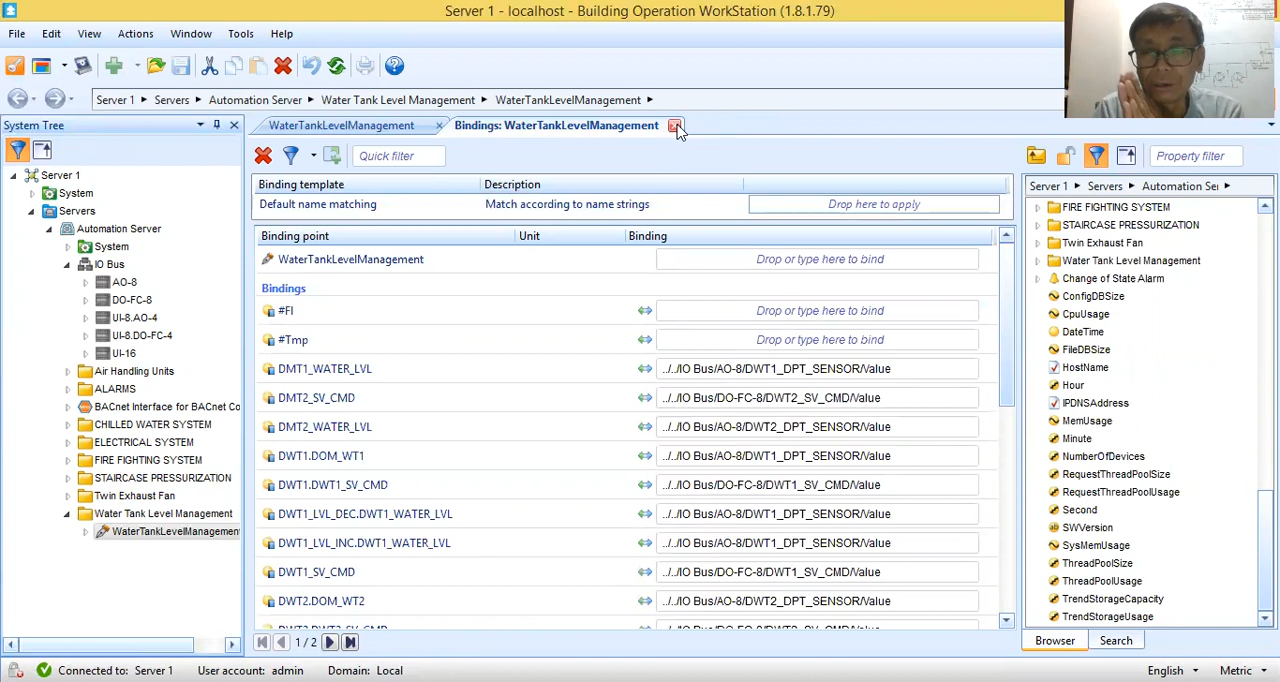 Server 1 - localhost - Building Operation WorkStation (1.8.1.79)
File Edit View Actions Window Tools Help
Server 1 Servers Automation Server Water Tank Level Management WaterTankLevelManagement
System Tree
WaterTankLevelManagement
Bindings: WaterTankLevelManagement
Server 1
System
Servers
Automation Server
System
IO Bus
AO-8
DO-FC-8
UI-8.AO-4
UI-8.DO-FC-4
UI-16
Air Handling Units
ALARMS
BACnet Interface for BACnet Co
CHILLED WATER SYSTEM
ELECTRICAL SYSTEM
FIRE FIGHTING SYSTEM
STAIRCASE PRESSURIZATION
Twin Exhaust Fan
Water Tank Level Management
WaterTankLevelManagement
Quick filter
Binding template Description
Default name matching Match according to name strings Drop here to apply
Binding point Unit Binding
WaterTankLevelManagement Drop or type here to bind
Bindings
#FI Drop or type here to bind
#Tmp Drop or type here to bind
DMT1_WATER_LVL ../../IO Bus/AO-8/DWT1_DPT_SENSOR/Value
DMT2_SV_CMD ../../IO Bus/DO-FC-8/DWT2_SV_CMD/Value
DMT2_WATER_LVL ../../IO Bus/AO-8/DWT2_DPT_SENSOR/Value
DWT1.DOM_WT1 ../../IO Bus/AO-8/DWT1_DPT_SENSOR/Value
DWT1.DWT1_SV_CMD ../../IO Bus/DO-FC-8/DWT1_SV_CMD/Value
DWT1_LVL_DEC.DWT1_WATER_LVL ../../IO Bus/AO-8/DWT1_DPT_SENSOR/Value
DWT1_LVL_INC.DWT1_WATER_LVL ../../IO Bus/AO-8/DWT1_DPT_SENSOR/Value
DWT1_SV_CMD ../../IO Bus/DO-FC-8/DWT1_SV_CMD/Value
DWT2.DOM_WT2 ../../IO Bus/AO-8/DWT2_DPT_SENSOR/Value
1 / 2
Property filter
Server 1 Servers Automation Sei
FIRE FIGHTING SYSTEM
STAIRCASE PRESSURIZATION
Twin Exhaust Fan
Water Tank Level Management
Change of State Alarm
ConfigDBSize
CpuUsage
DateTime
FileDBSize
HostName
Hour
IPDNSAddress
MemUsage
Minute
NumberOfDevices
RequestThreadPoolSize
RequestThreadPoolUsage
Second
SWVersion
SysMemUsage
ThreadPoolSize
ThreadPoolUsage
TrendStorageCapacity
TrendStorageUsage
Browser Search
Connected to: Server 1 User account: admin Domain: Local English Metric